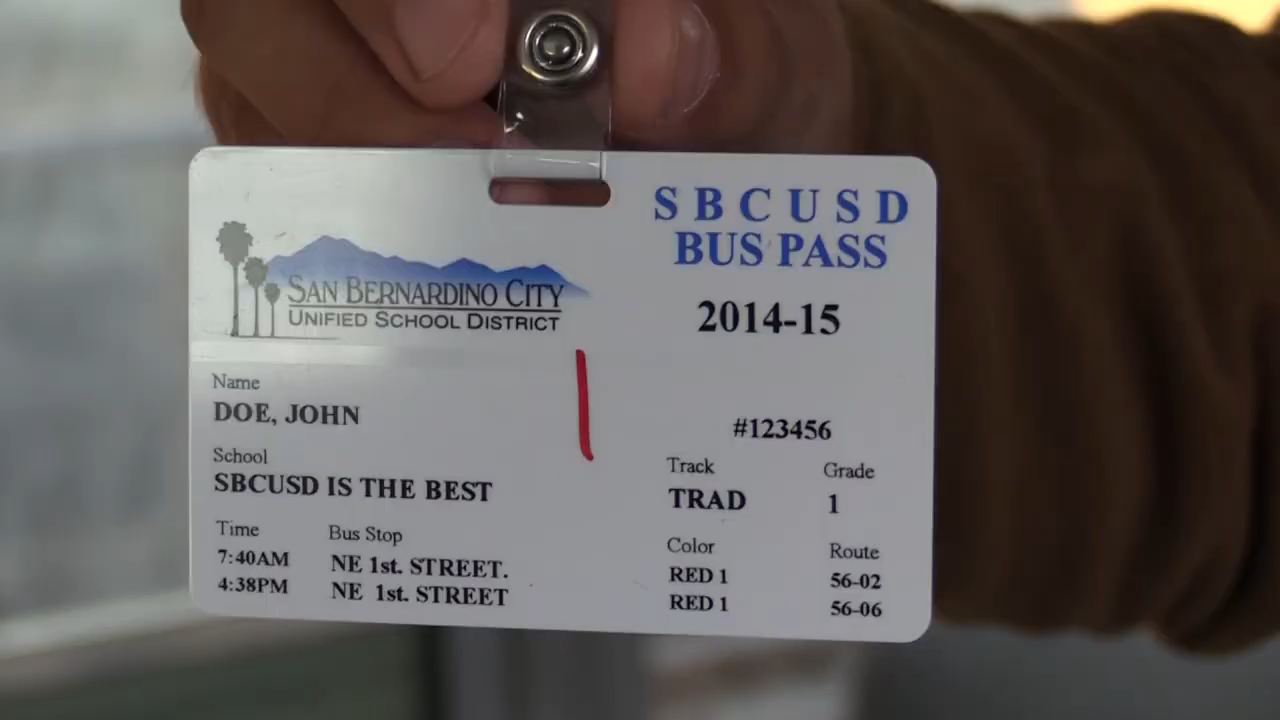 SAN BERNARDINO CITY
UNIFIED SCHOOL DISTRICT
S B C U S D
BUS PASS
2014-15
Name
DOE, JOHN
#123456
School
SBCUSD IS THE BEST
Track Grade
TRAD 1
Time Bus Stop
7:40AM NE 1st. STREET.
4:38PM NE 1st. STREET
Color Route
RED 1 56-02
RED 1 56-06